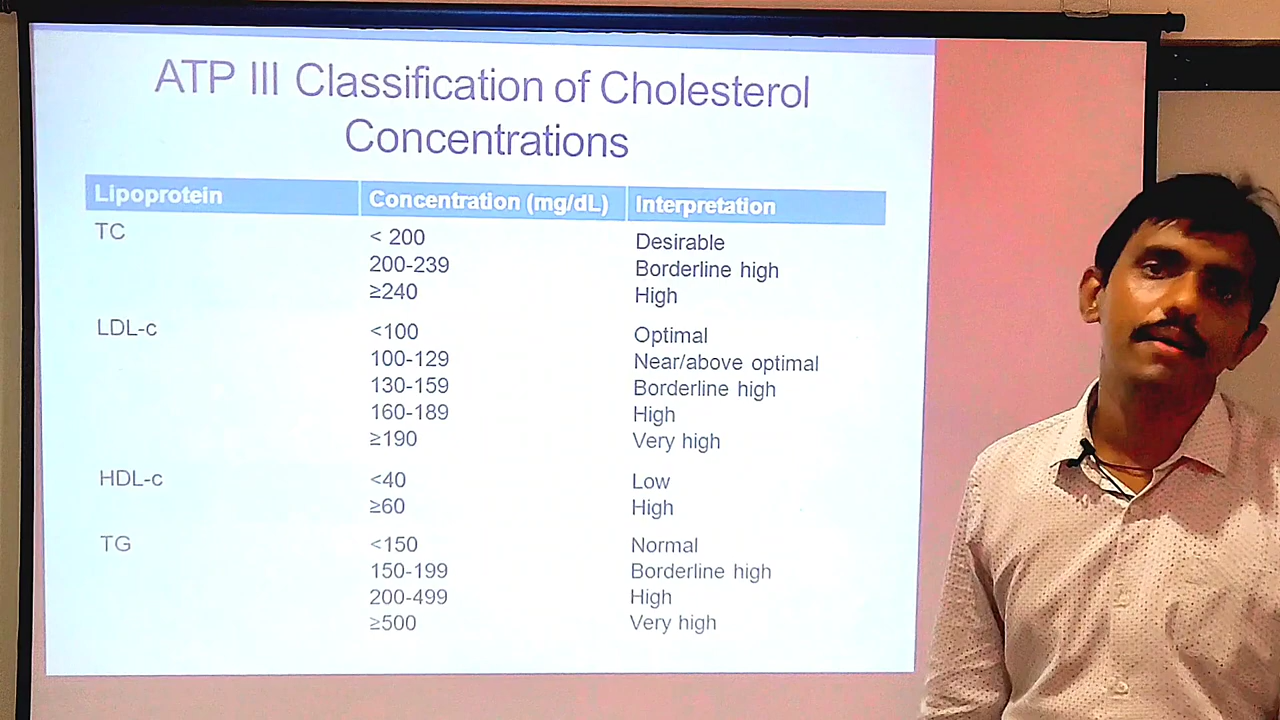 ATP III Classification of Cholesterol
Concentrations
Lipoprotein Concentration (mg/dL) Interpretation
TC < 200 Desirable
200-239 Borderline high
≥240 High
LDL-c <100 Optimal
100-129 Near/above optimal
130-159 Borderline high
160-189 High
≥190 Very high
HDL-c <40 Low
≥60 High
TG <150 Normal
150-199 Borderline high
200-499 High
≥500 Very high